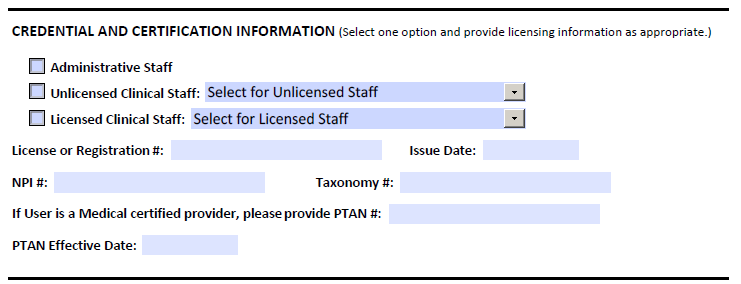 CREDENTIAL AND CERTIFICATION INFORMATION (Select one option and provide licensing information as appropriate.)
Administrative Staff
Unlicensed Clinical Staff: Select for Unlicensed Staff
Licensed Clinical Staff: Select for Licensed Staff
License or Registration #: Issue Date:
NPI #: Taxonomy #:
If User is a Medical certified provider, please provide PTAN #:
PTAN Effective Date: